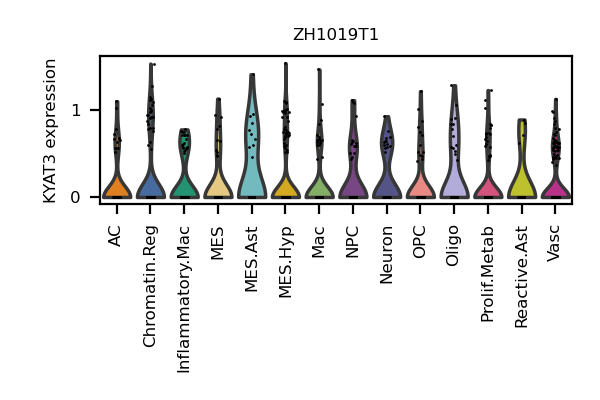 ZH1019T1
KYAT3 expression
1
0
AC
Chromatin.Reg
Inflammatory.Mac
MES
MES.Ast
MES.Hyp
Mac
NPC
Neuron
OPC
Oligo
Prolif.Metab
Reactive.Ast
Vasc